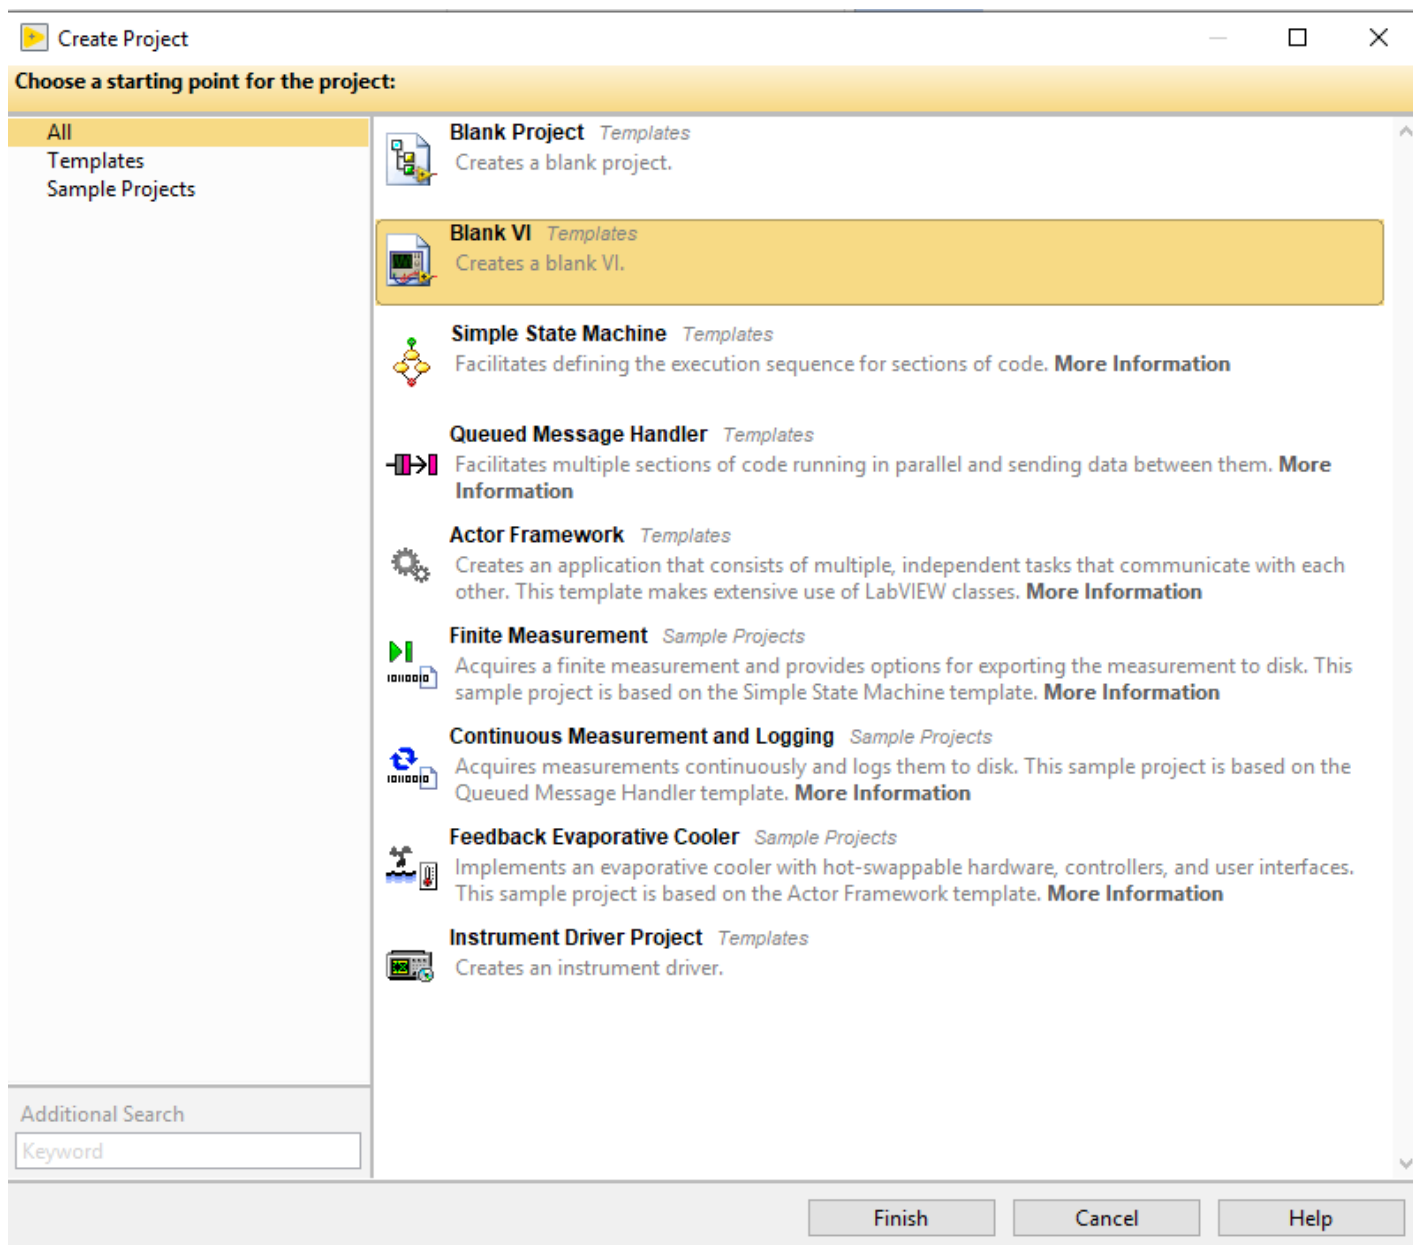 Create Project
Choose a starting point for the project:
All
Templates
Sample Projects
Blank Project Templates
Creates a blank project.
Blank VI Templates
Creates a blank VI.
Simple State Machine Templates
Facilitates defining the execution sequence for sections of code. More Information
Queued Message Handler Templates
Facilitates multiple sections of code running in parallel and sending data between them. More
Information
Actor Framework Templates
Creates an application that consists of multiple, independent tasks that communicate with each
other. This template makes extensive use of LabVIEW classes. More Information
Finite Measurement Sample Projects
Acquires a finite measurement and provides options for exporting the measurement to disk. This
sample project is based on the Simple State Machine template. More Information
Continuous Measurement and Logging Sample Projects
Acquires measurements continuously and logs them to disk. This sample project is based on the
Queued Message Handler template. More Information
Feedback Evaporative Cooler Sample Projects
Implements an evaporative cooler with hot-swappable hardware, controllers, and user interfaces.
This sample project is based on the Actor Framework template. More Information
Instrument Driver Project Templates
Creates an instrument driver.
Additional Search
Keyword
Finish
Cancel
Help